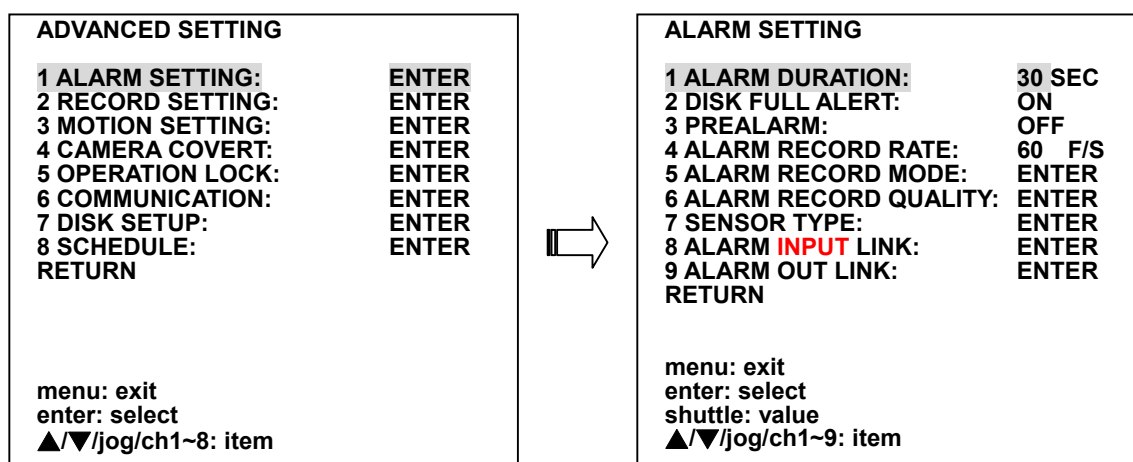 ADVANCED SETTING
1 ALARM SETTING: ENTER
2 RECORD SETTING: ENTER
3 MOTION SETTING: ENTER
4 CAMERA COVERT: ENTER
5 OPERATION LOCK: ENTER
6 COMMUNICATION: ENTER
7 DISK SETUP: ENTER
8 SCHEDULE: ENTER
RETURN
menu: exit
enter: select
▲/▼/jog/ch1~8: item
ALARM SETTING
1 ALARM DURATION: 30 SEC
2 DISK FULL ALERT: ON
3 PREALARM: OFF
4 ALARM RECORD RATE: 60 F/S
5 ALARM RECORD MODE: ENTER
6 ALARM RECORD QUALITY: ENTER
7 SENSOR TYPE: ENTER
8 ALARM INPUT LINK: ENTER
9 ALARM OUT LINK: ENTER
RETURN
menu: exit
enter: select
shuttle: value
▲/▼/jog/ch1~9: item